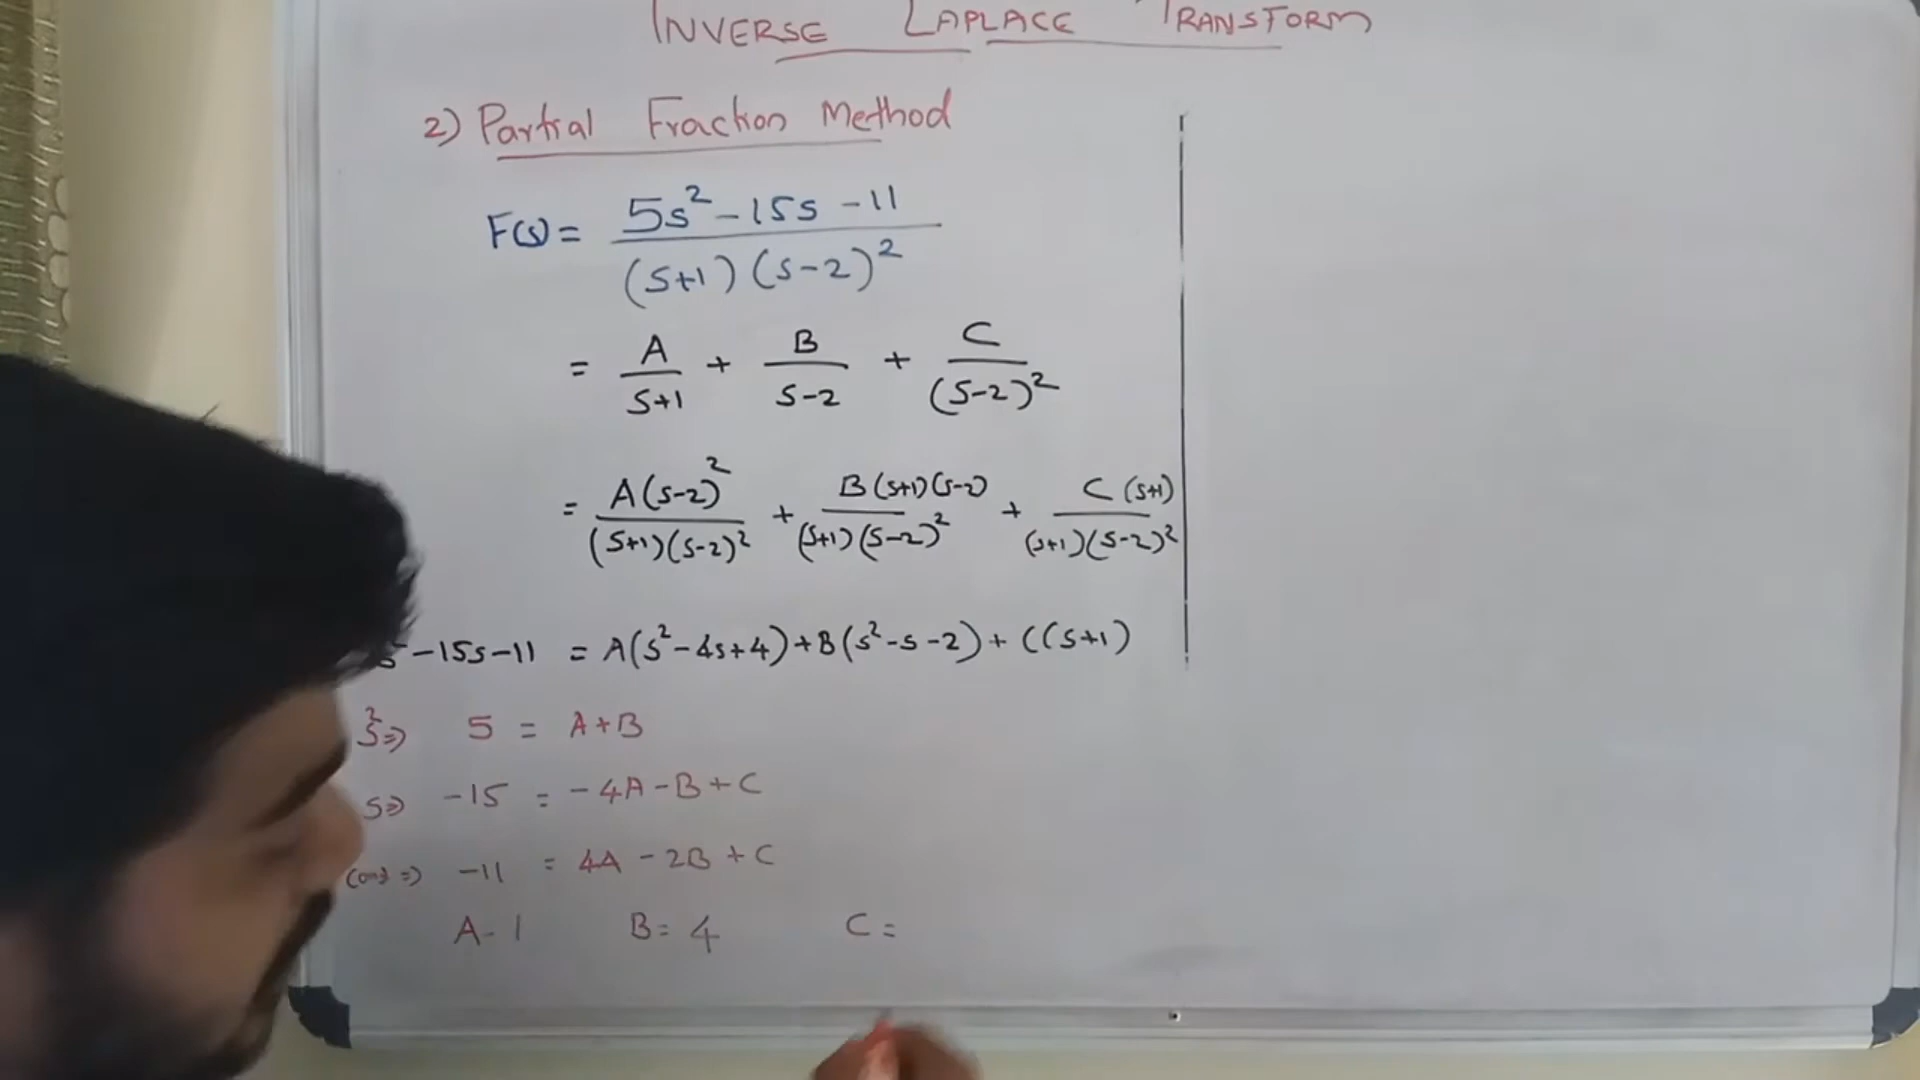 INVERSE LAPLACE TRANSFORM
2) Partial Fraction Method
F(s) = 5s² - 15s - 11
(s+1) (s-2)²
= A/s+1 + B/s-2 + C/(s-2)²
= A(s-2)²/(s+1)(s-2)² + B(s+1)(s-2)/(s+1)(s-2)² + C(s+1)/(s+1)(s-2)²
-15s-11 = A(s²-4s+4)+B(s²-s-2)+C(s+1)
s² ⇒ 5 = A+B
s ⇒ -15 = -4A-B+C
const ⇒ -11 = 4A-2B+C
A-1 B=4 C=